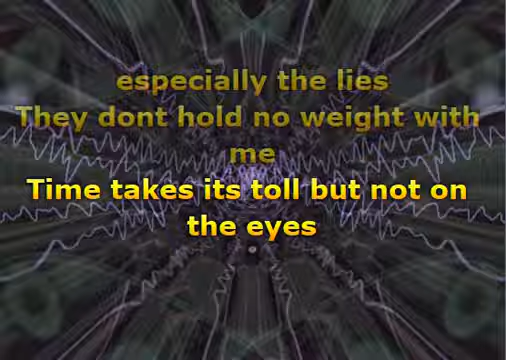 especially the lies
They dont hold no weight with
me
Time takes its toll but not on
the eyes